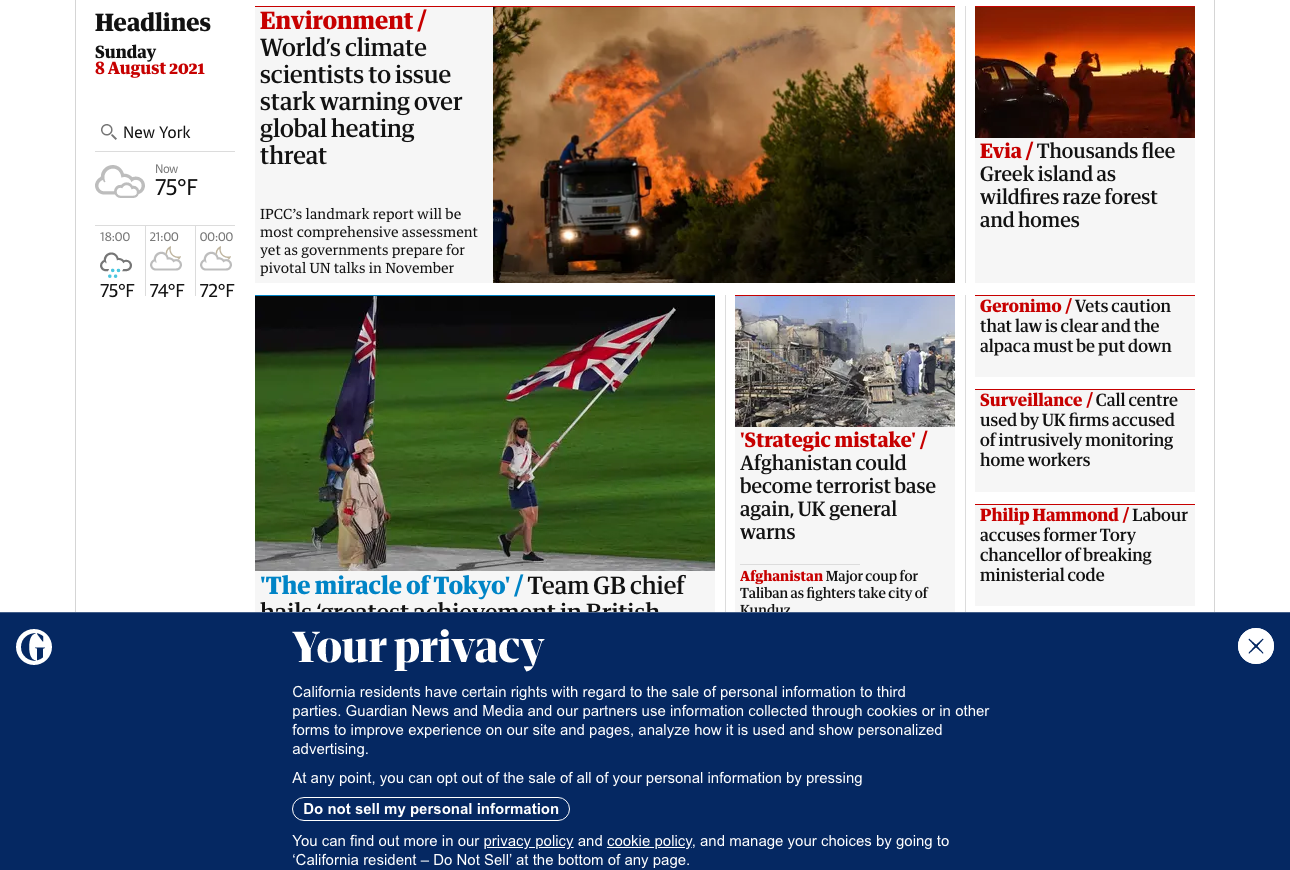 Headlines
Sunday
8 August 2021
New York
Now
75°F
18:00
21:00
00:00
75°F
74°F
72°F
Environment /
World’s climate
scientists to issue
stark warning over
global heating
threat
IPCC’s landmark report will be
most comprehensive assessment
yet as governments prepare for
pivotal UN talks in November
Evia / Thousands flee
Greek island as
wildfires raze forest
and homes
'The miracle of Tokyo' / Team GB chief
hails ‘greatest achievement in British
'Strategic mistake' /
Afghanistan could
become terrorist base
again, UK general
warns
Afghanistan Major coup for
Taliban as fighters take city of
Kunduz
Geronimo / Vets caution
that law is clear and the
alpaca must be put down
Surveillance / Call centre
used by UK firms accused
of intrusively monitoring
home workers
Philip Hammond / Labour
accuses former Tory
chancellor of breaking
ministerial code
G
Your privacy
California residents have certain rights with regard to the sale of personal information to third
parties. Guardian News and Media and our partners use information collected through cookies or in other
forms to improve experience on our site and pages, analyze how it is used and show personalized
advertising.
At any point, you can opt out of the sale of all of your personal information by pressing
Do not sell my personal information
You can find out more in our privacy policy and cookie policy, and manage your choices by going to
‘California resident – Do Not Sell’ at the bottom of any page.